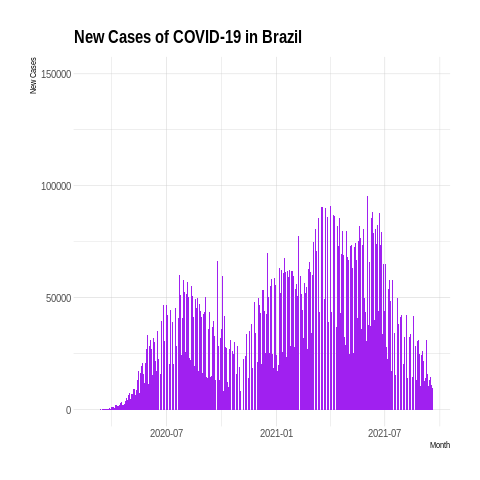 New Cases of COVID-19 in Brazil
New Cases
150000
100000
50000
0
2020-07
2021-01
2021-07
Month